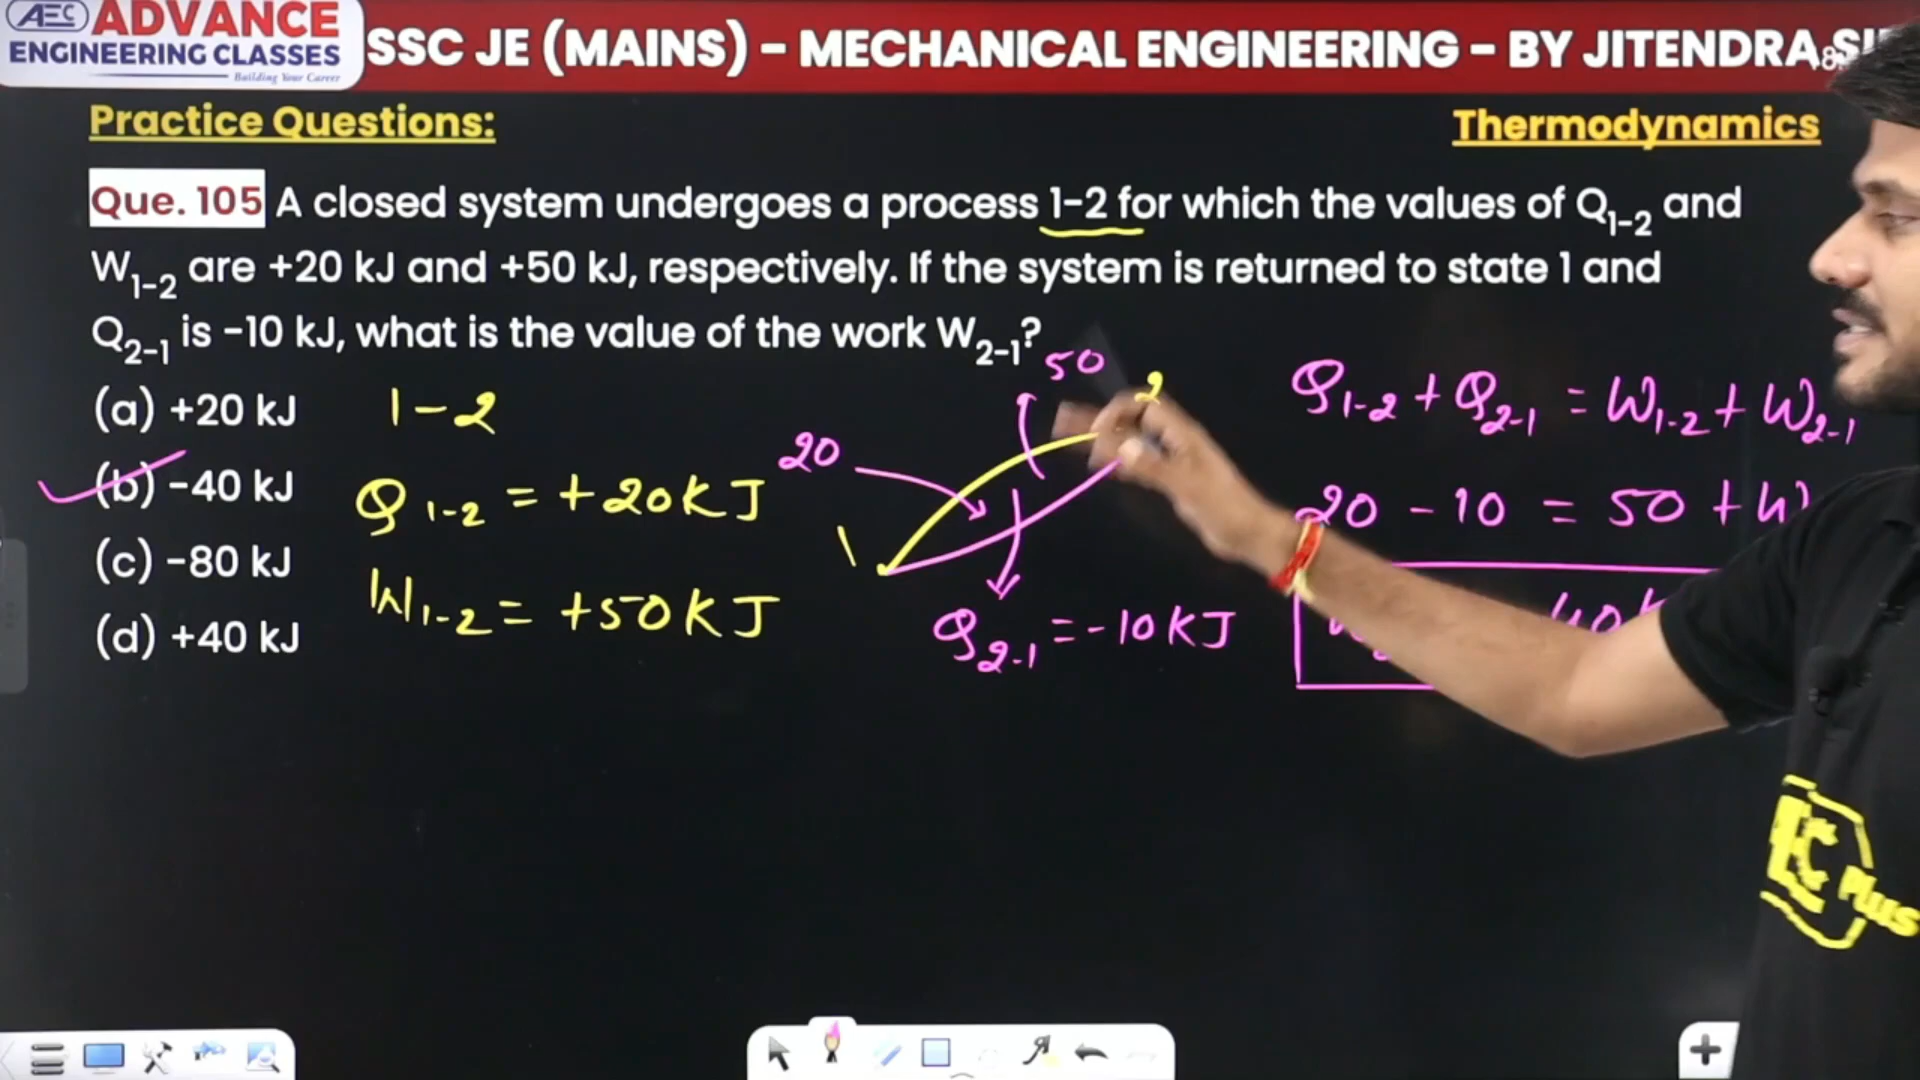 AEC ADVANCE
ENGINEERING CLASSES
Building Your Career
SSC JE (MAINS) - MECHANICAL ENGINEERING - BY JITENDRA
Practice Questions:
Thermodynamics
Que. 105 A closed system undergoes a process 1-2 for which the values of Q1-2 and
W1-2 are +20 kJ and +50 kJ, respectively. If the system is returned to state 1 and
Q2-1 is -10 kJ, what is the value of the work W2-1?
(a) +20 kJ
(b) -40 kJ
(c) -80 kJ
(d) +40 kJ
1-2
Q1-2 = +20KJ
W1-2 = +50KJ
20
50
2
1
Q2-1 = -10KJ
Q1-2 + Q2-1 = W1-2 + W2-1
20 - 10 = 50 +
Plus